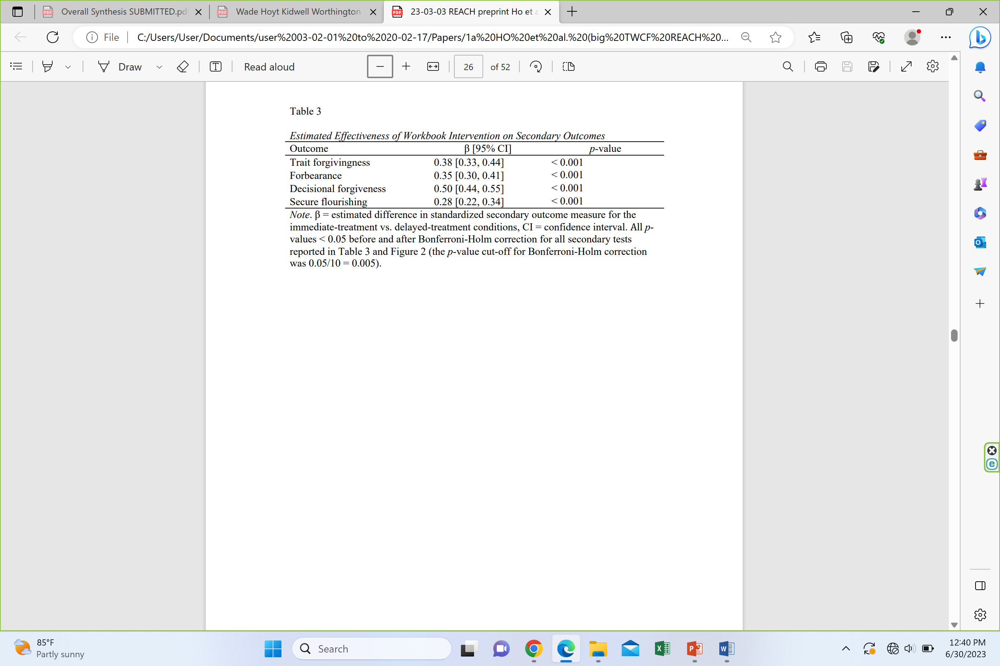 Overall Synthesis SUBMITTED.pdf
Wade Hoyt Kidwell Worthington
23-03-03 REACH preprint Ho et a
File
C:/Users/User/Documents/user%2003-02-01%20to%2020-02-17/Papers/1a%20HO%20et%20al.%20(big%20TWCF%20REACH%20...
Draw
Read aloud
26
of 52
Table 3
Estimated Effectiveness of Workbook Intervention on Secondary Outcomes
Outcome β [95% CI] p-value
Trait forgivingness 0.38 [0.33, 0.44] < 0.001
Forbearance 0.35 [0.30, 0.41] < 0.001
Decisional forgiveness 0.50 [0.44, 0.55] < 0.001
Secure flourishing 0.28 [0.22, 0.34] < 0.001
Note. β = estimated difference in standardized secondary outcome measure for the
immediate-treatment vs. delayed-treatment conditions, CI = confidence interval. All p-
values < 0.05 before and after Bonferroni-Holm correction for all secondary tests
reported in Table 3 and Figure 2 (the p-value cut-off for Bonferroni-Holm correction
was 0.05/10 = 0.005).
85°F
Partly sunny
Search
12:40 PM
6/30/2023